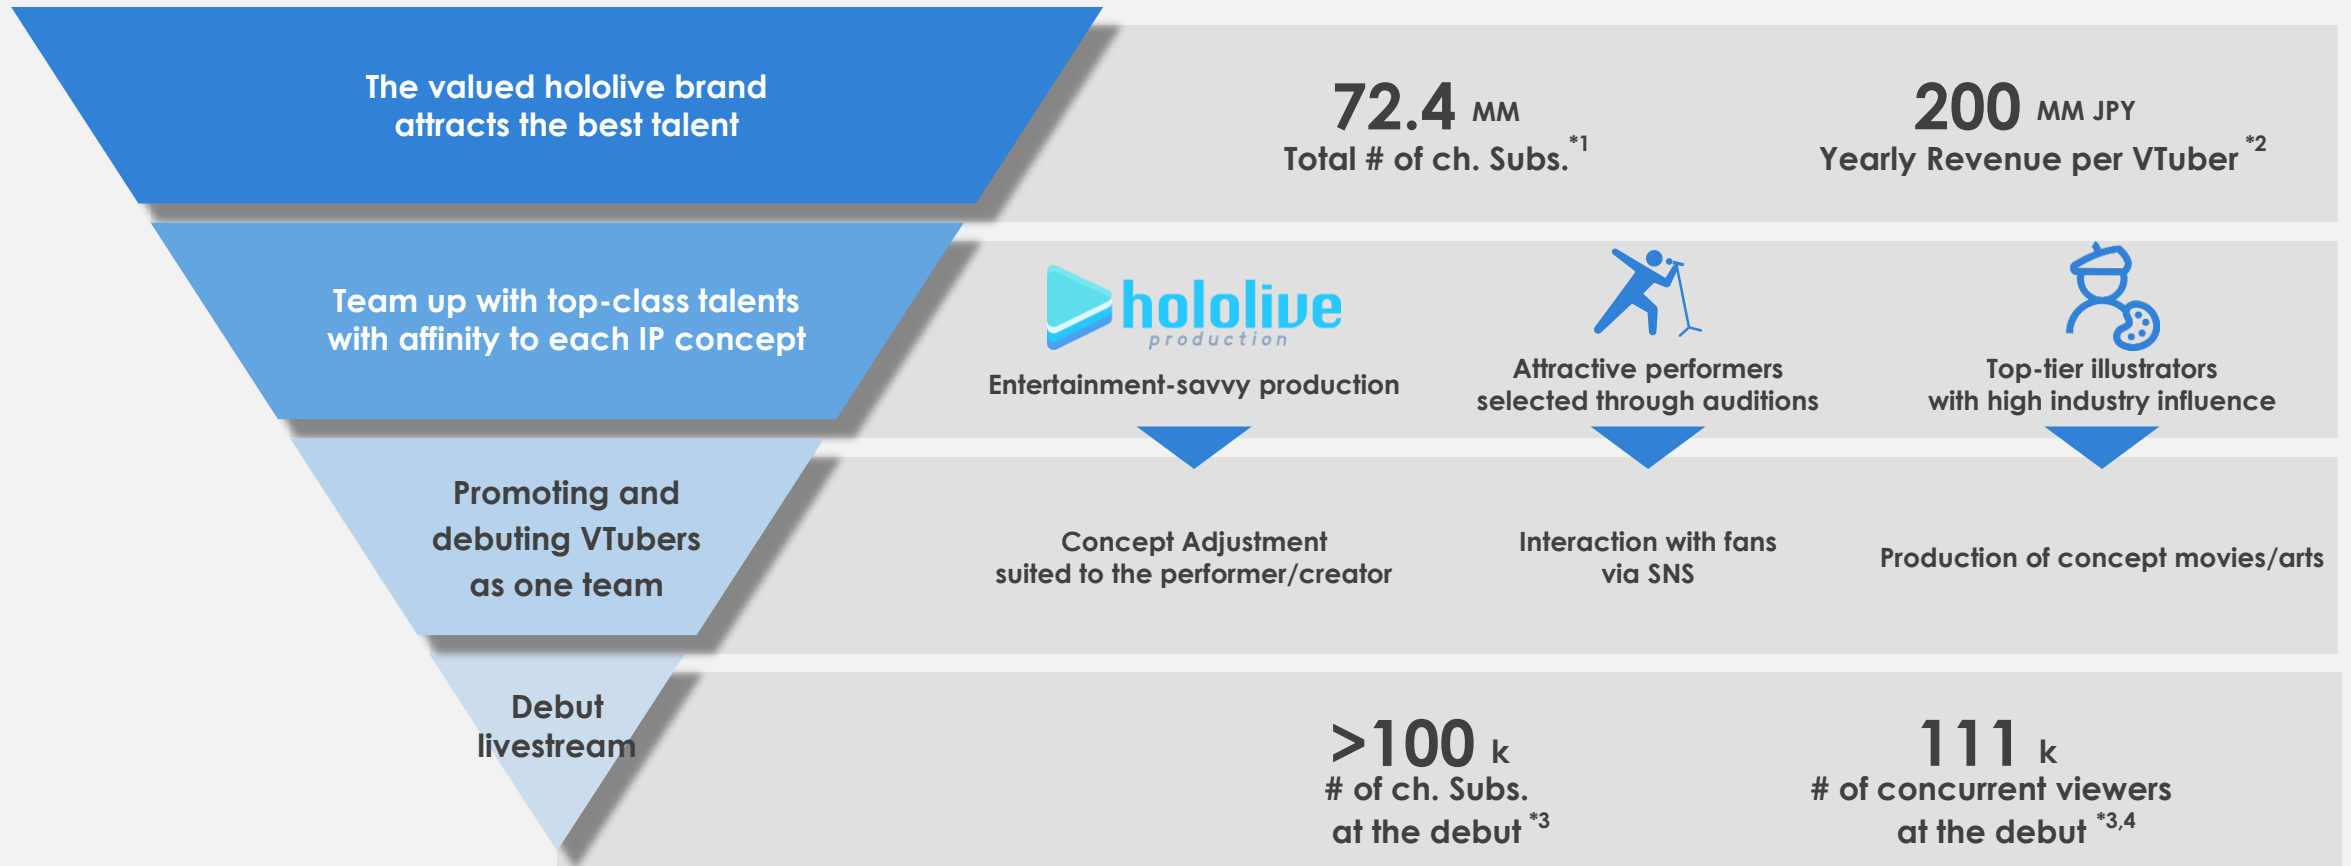 The valued hololive brand
attracts the best talent
72.4 MM
Total # of ch. Subs.*1
200 MM JPY
Yearly Revenue per VTuber *2
Team up with top-class talents
with affinity to each IP concept
hololive
production
Entertainment-savvy production
Attractive performers
selected through auditions
Top-tier illustrators
with high industry influence
Promoting and
debuting VTubers
as one team
Concept Adjustment
suited to the performer/creator
Interaction with fans
via SNS
Production of concept movies/arts
Debut
livestream
>100 k
# of ch. Subs.
at the debut *3
111 k
# of concurrent viewers
at the debut *3,4